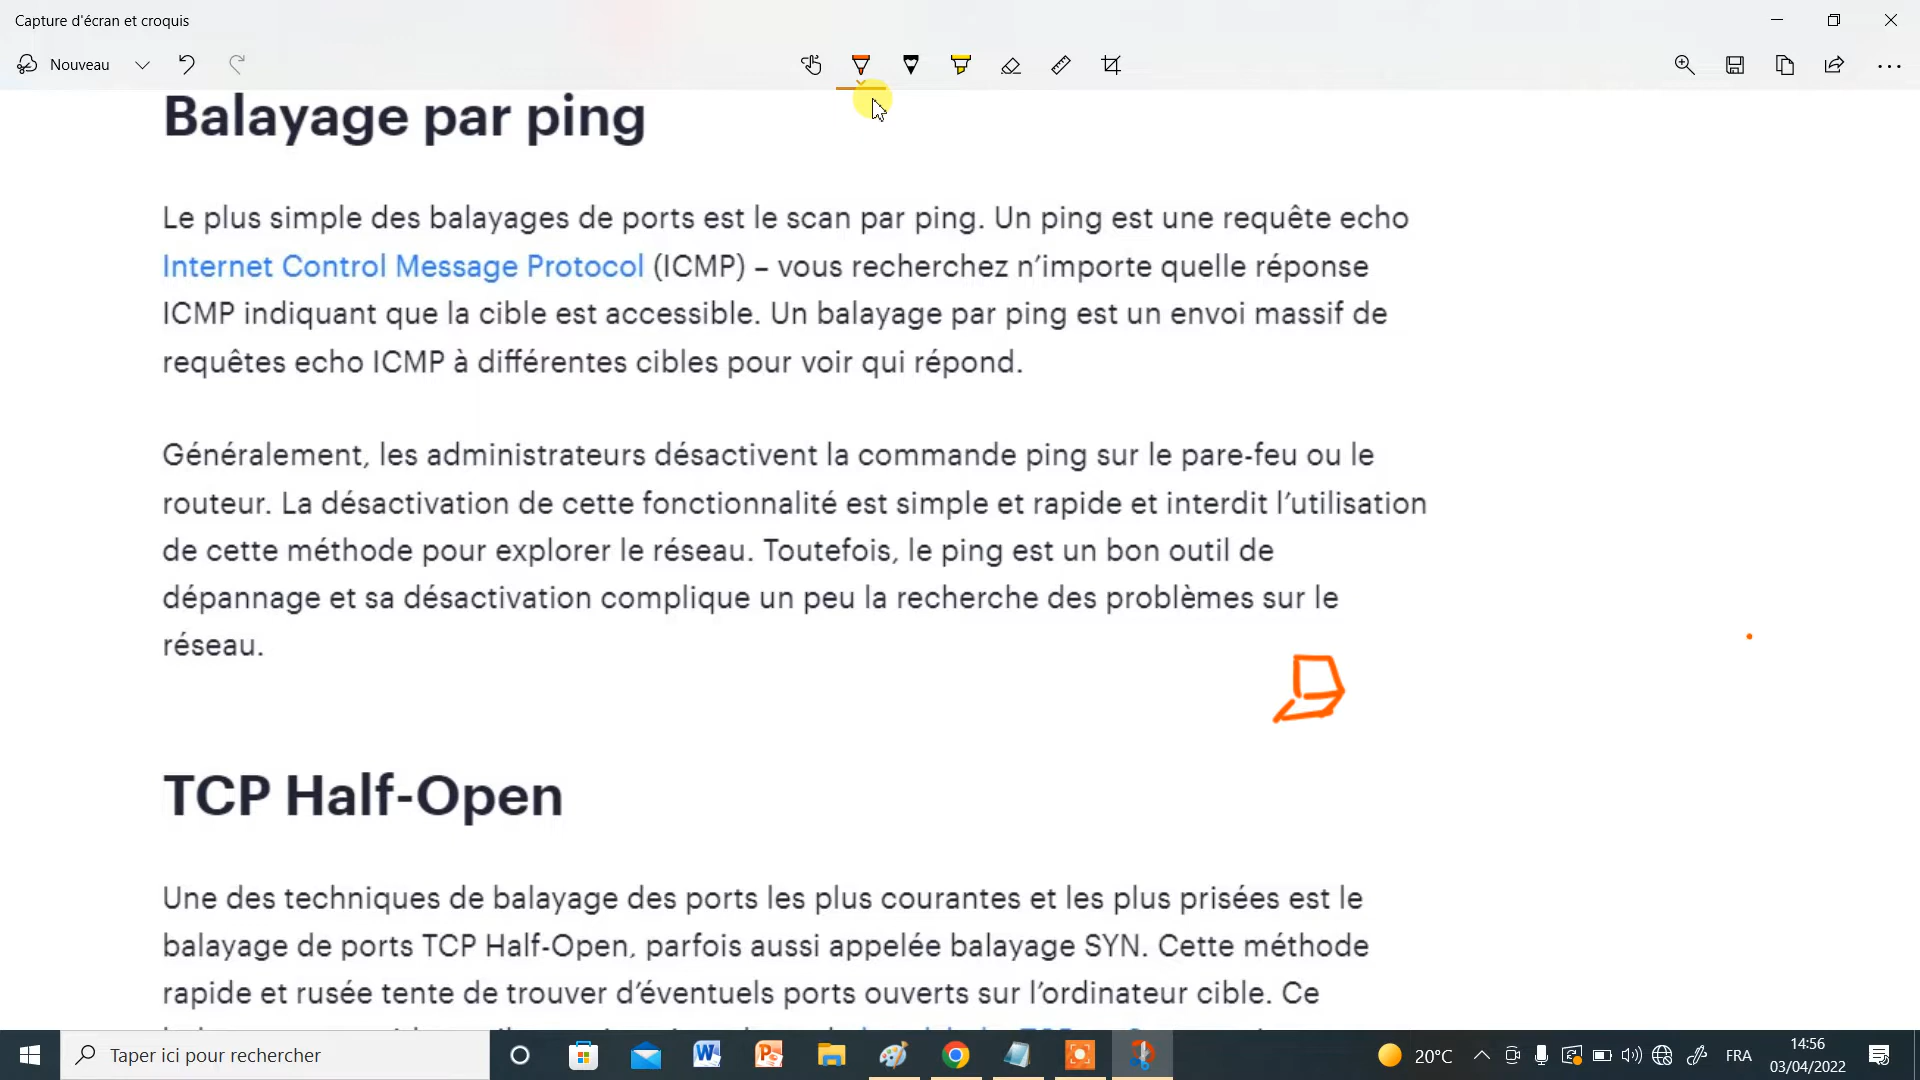 Capture d'écran et croquis
Nouveau
Balayage par ping
Le plus simple des balayages de ports est le scan par ping. Un ping est une requête echo
Internet Control Message Protocol (ICMP) – vous recherchez n’importe quelle réponse
ICMP indiquant que la cible est accessible. Un balayage par ping est un envoi massif de
requêtes echo ICMP à différentes cibles pour voir qui répond.
Généralement, les administrateurs désactivent la commande ping sur le pare-feu ou le
routeur. La désactivation de cette fonctionnalité est simple et rapide et interdit l’utilisation
de cette méthode pour explorer le réseau. Toutefois, le ping est un bon outil de
dépannage et sa désactivation complique un peu la recherche des problèmes sur le
réseau.
TCP Half-Open
Une des techniques de balayage des ports les plus courantes et les plus prisées est le
balayage de ports TCP Half-Open, parfois aussi appelée balayage SYN. Cette méthode
rapide et rusée tente de trouver d’éventuels ports ouverts sur l’ordinateur cible. Ce
Taper ici pour rechercher
20°C
FRA
14:56
03/04/2022